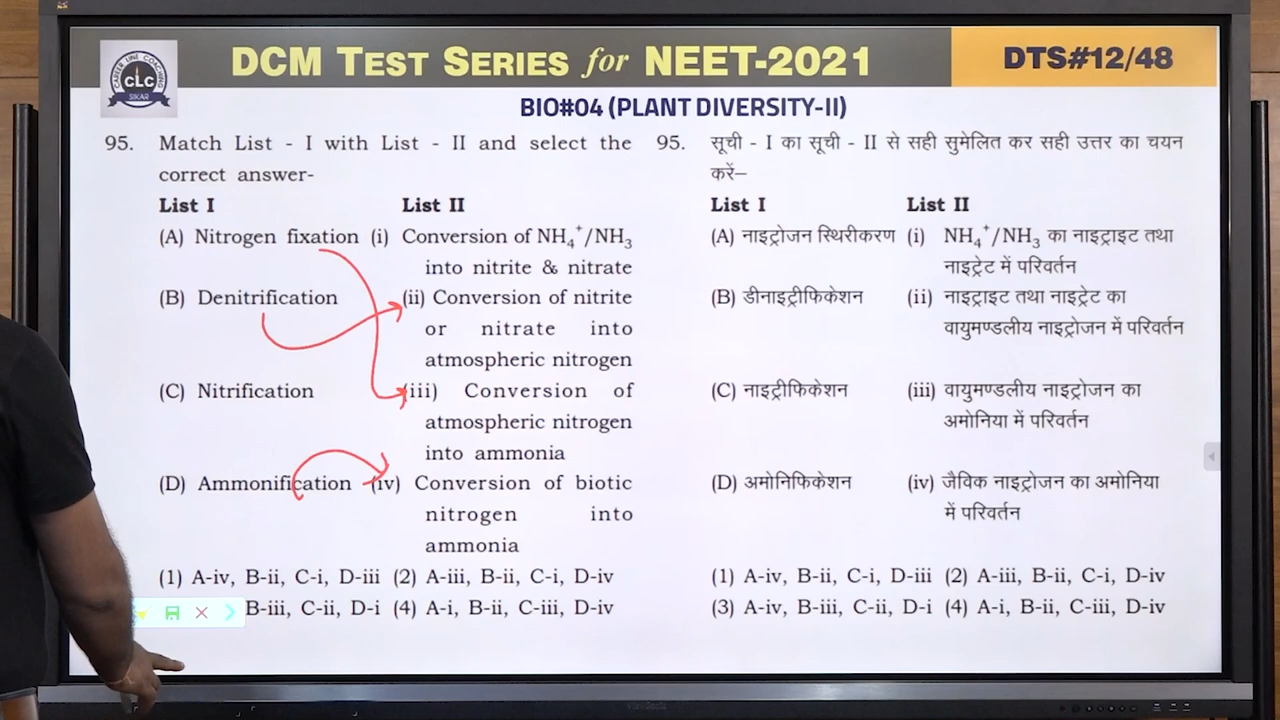 DCM TEST SERIES for NEET-2021
DTS#12/48
CAREER LINE COACHING
CLC
SIKAR
BIO#04 (PLANT DIVERSITY-II)
95. Match List - I with List - II and select the
correct answer-
List I List II
(A) Nitrogen fixation (i) Conversion of NH₄⁺/NH₃
into nitrite & nitrate
(B) Denitrification (ii) Conversion of nitrite
or nitrate into
atmospheric nitrogen
(C) Nitrification (iii) Conversion of
atmospheric nitrogen
into ammonia
(D) Ammonification (iv) Conversion of biotic
nitrogen into
ammonia
(1) A-iv, B-ii, C-i, D-iii (2) A-iii, B-ii, C-i, D-iv
B-iii, C-ii, D-i (4) A-i, B-ii, C-iii, D-iv
95. सूची - I का सूची - II से सही सुमेलित कर सही उत्तर का चयन
करें–
List I List II
(A) नाइट्रोजन स्थिरीकरण (i) NH₄⁺/NH₃ का नाइट्राइट तथा
नाइट्रेट में परिवर्तन
(B) डीनाइट्रीफिकेशन (ii) नाइट्राइट तथा नाइट्रेट का
वायुमण्डलीय नाइट्रोजन में परिवर्तन
(C) नाइट्रीफिकेशन (iii) वायुमण्डलीय नाइट्रोजन का
अमोनिया में परिवर्तन
(D) अमोनिफिकेशन (iv) जैविक नाइट्रोजन का अमोनिया
में परिवर्तन
(1) A-iv, B-ii, C-i, D-iii (2) A-iii, B-ii, C-i, D-iv
(3) A-iv, B-iii, C-ii, D-i (4) A-i, B-ii, C-iii, D-iv